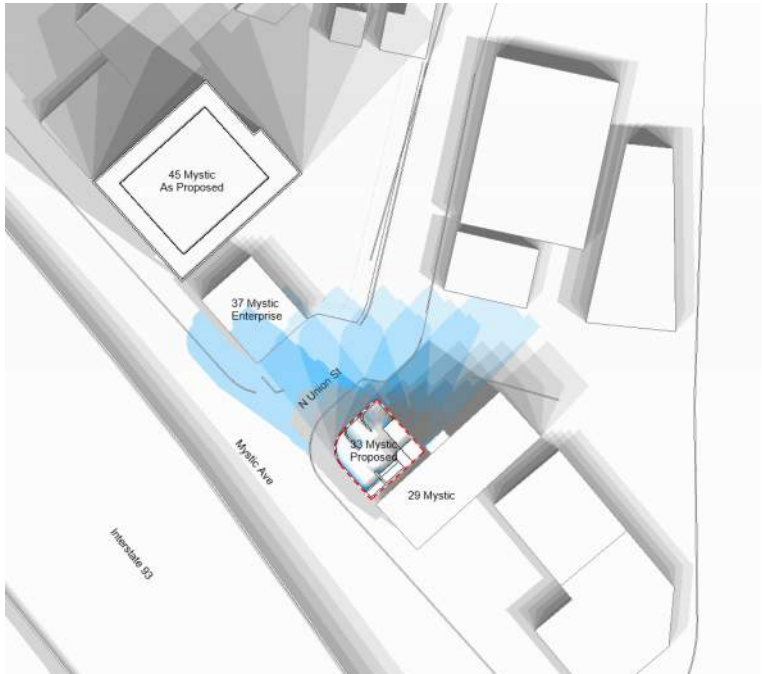 45 Mystic
As Proposed
37 Mystic
Enterprise
N Union St
33 Mystic
Proposed
Mystic Ave
29 Mystic
Interstate 93